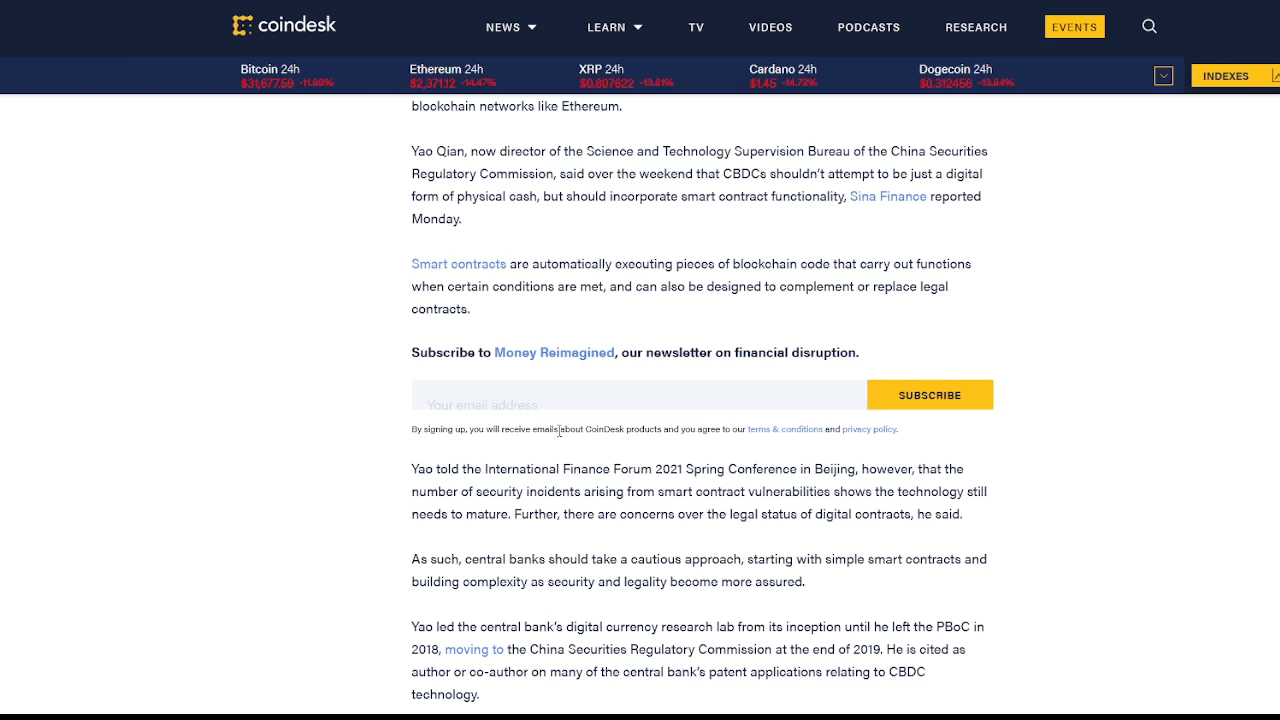 coindesk
NEWS
LEARN
TV
VIDEOS
PODCASTS
RESEARCH
EVENTS
Bitcoin 24h
$31,677.59 -11.98%
Ethereum 24h
$2,371.12 -14.47%
XRP 24h
$0.807622 -13.81%
Cardano 24h
$1.45 -14.72%
Dogecoin 24h
$0.312456 -13.84%
INDEXES
blockchain networks like Ethereum.
Yao Qian, now director of the Science and Technology Supervision Bureau of the China Securities
Regulatory Commission, said over the weekend that CBDCs shouldn't attempt to be just a digital
form of physical cash, but should incorporate smart contract functionality, Sina Finance reported
Monday.
Smart contracts are automatically executing pieces of blockchain code that carry out functions
when certain conditions are met, and can also be designed to complement or replace legal
contracts.
Subscribe to Money Reimagined, our newsletter on financial disruption.
Your email address
SUBSCRIBE
By signing up, you will receive emails about CoinDesk products and you agree to our terms & conditions and privacy policy.
Yao told the International Finance Forum 2021 Spring Conference in Beijing, however, that the
number of security incidents arising from smart contract vulnerabilities shows the technology still
needs to mature. Further, there are concerns over the legal status of digital contracts, he said.
As such, central banks should take a cautious approach, starting with simple smart contracts and
building complexity as security and legality become more assured.
Yao led the central bank's digital currency research lab from its inception until he left the PBoC in
2018, moving to the China Securities Regulatory Commission at the end of 2019. He is cited as
author or co-author on many of the central bank's patent applications relating to CBDC
technology.